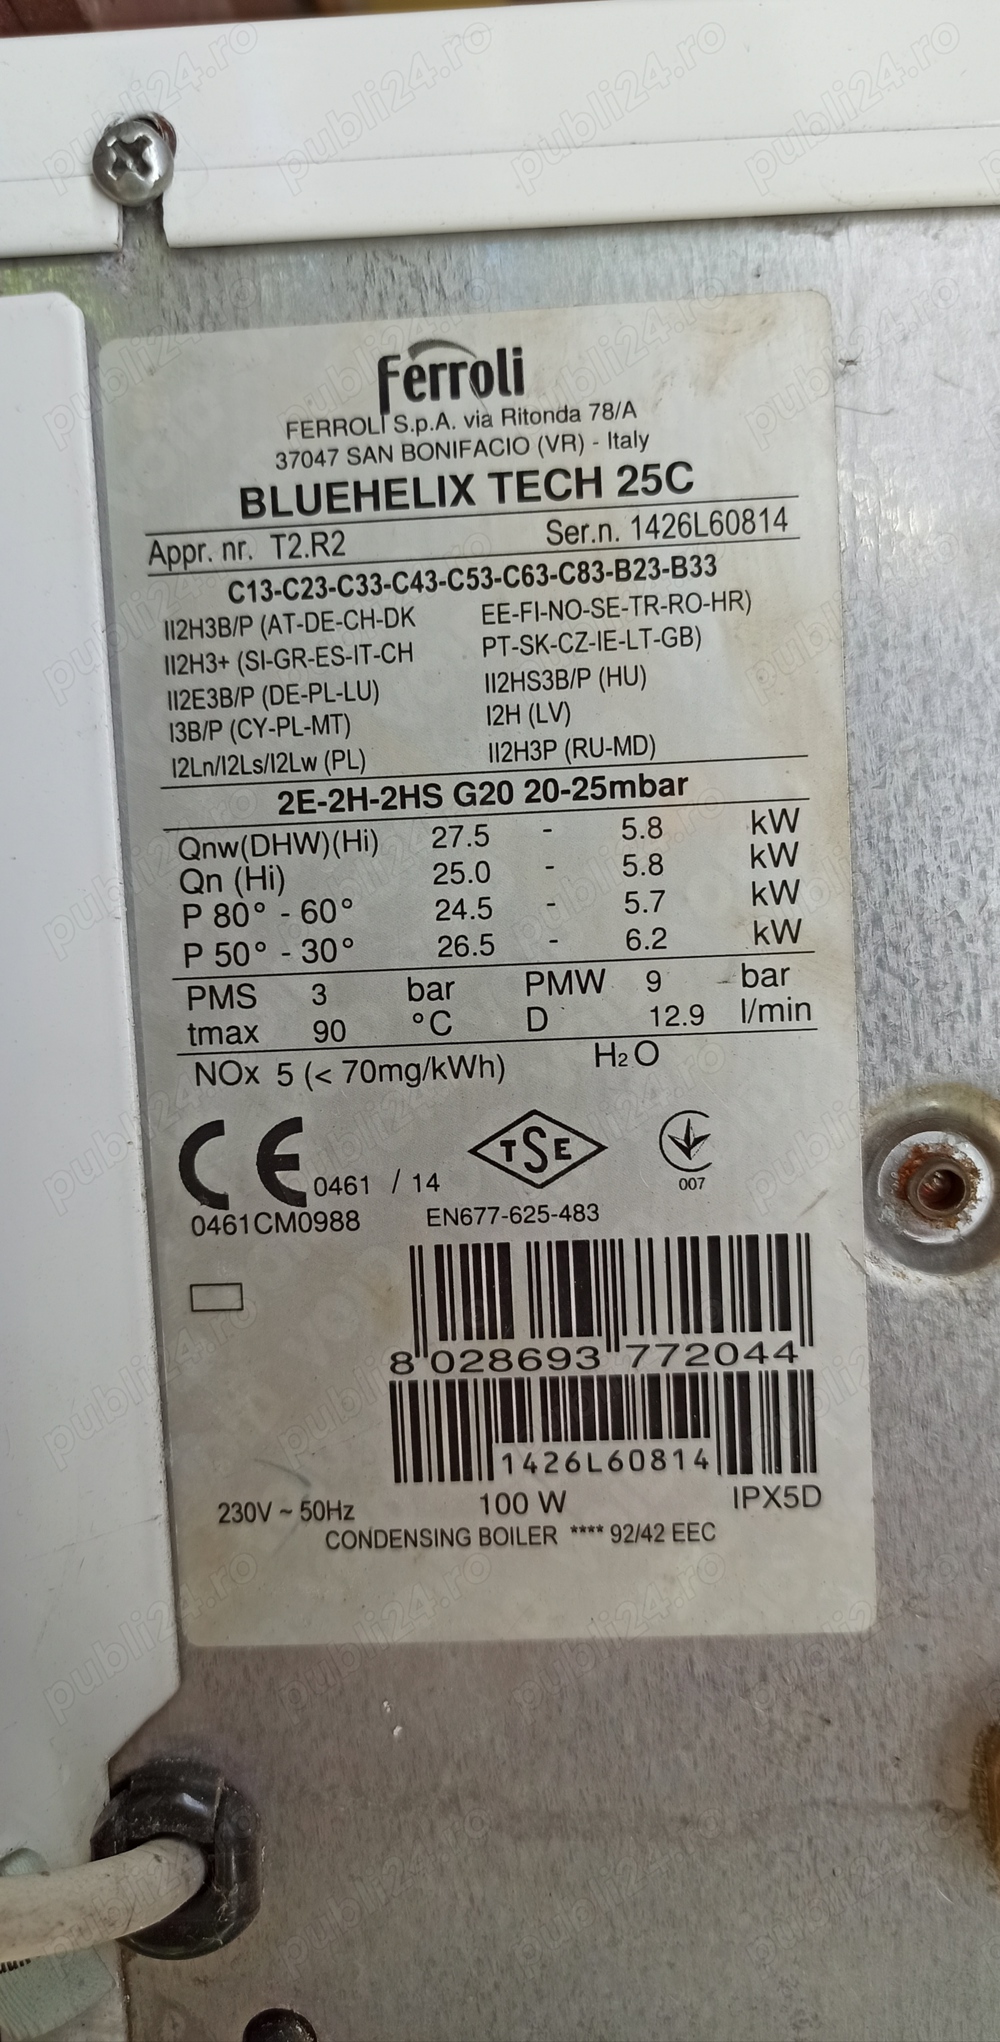 Ferroli
FERROLI S.p.A. via Ritonda 78/A
37047 SAN BONIFACIO (VR) - Italy
BLUEHELIX TECH 25C
Appr. nr. T2.R2 Ser.n. 1426L60814
C13-C23-C33-C43-C53-C63-C83-B23-B33
II2H3B/P (AT-DE-CH-DK EE-FI-NO-SE-TR-RO-HR)
II2H3+ (SI-GR-ES-IT-CH PT-SK-CZ-IE-LT-GB)
II2E3B/P (DE-PL-LU) II2HS3B/P (HU)
I3B/P (CY-PL-MT) I2H (LV)
I2Ln/I2Ls/I2Lw (PL) II2H3P (RU-MD)
2E-2H-2HS G20 20-25mbar
Qnw(DHW)(Hi) 27.5 - 5.8 kW
Qn (Hi) 25.0 - 5.8 kW
P 80° - 60° 24.5 - 5.7 kW
P 50° - 30° 26.5 - 6.2 kW
PMS 3 bar PMW 9 bar
tmax 90 °C D 12.9 l/min
NOx 5 (< 70mg/kWh) H2O
CE 0461 / 14 TSE 007
0461CM0988 EN677-625-483
8 028693 772044
1426L60814
230V ~ 50Hz 100 W IPX5D
CONDENSING BOILER **** 92/42 EEC
publi24.ro